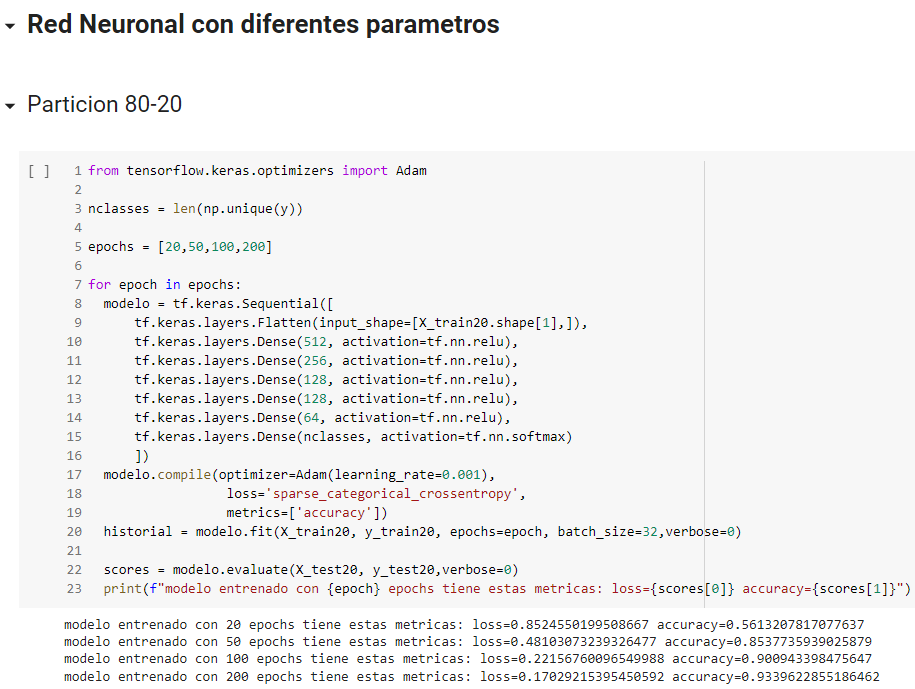 Red Neuronal con diferentes parametros
Particion 80-20
[ ] 1 from tensorflow.keras.optimizers import Adam
2
3 nclasses = len(np.unique(y))
4
5 epochs = [20,50,100,200]
6
7 for epoch in epochs:
8   modelo = tf.keras.Sequential([
9       tf.keras.layers.Flatten(input_shape=[X_train20.shape[1],]),
10       tf.keras.layers.Dense(512, activation=tf.nn.relu),
11       tf.keras.layers.Dense(256, activation=tf.nn.relu),
12       tf.keras.layers.Dense(128, activation=tf.nn.relu),
13       tf.keras.layers.Dense(128, activation=tf.nn.relu),
14       tf.keras.layers.Dense(64, activation=tf.nn.relu),
15       tf.keras.layers.Dense(nclasses, activation=tf.nn.softmax)
16       ])
17   modelo.compile(optimizer=Adam(learning_rate=0.001),
18                   loss='sparse_categorical_crossentropy',
19                   metrics=['accuracy'])
20   historial = modelo.fit(X_train20, y_train20, epochs=epoch, batch_size=32,verbose=0)
21
22   scores = modelo.evaluate(X_test20, y_test20,verbose=0)
23   print(f"modelo entrenado con {epoch} epochs tiene estas metricas: loss={scores[0]} accuracy={scores[1]}")
modelo entrenado con 20 epochs tiene estas metricas: loss=0.8524550199508667 accuracy=0.5613207817077637
modelo entrenado con 50 epochs tiene estas metricas: loss=0.48103073239326477 accuracy=0.8537735939025879
modelo entrenado con 100 epochs tiene estas metricas: loss=0.22156760096549988 accuracy=0.900943398475647
modelo entrenado con 200 epochs tiene estas metricas: loss=0.17029215395450592 accuracy=0.9339622855186462